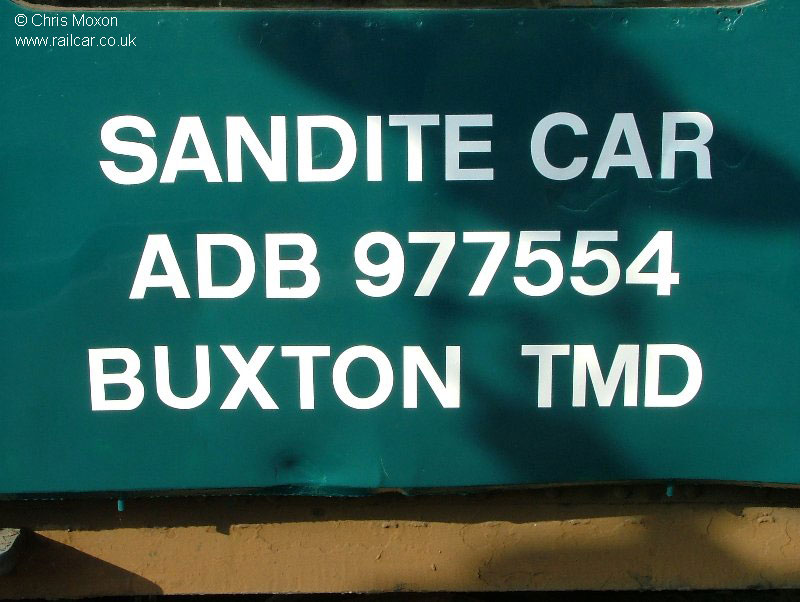 © Chris Moxon
www.railcar.co.uk
SANDITE CAR
ADB 977554
BUXTON TMD